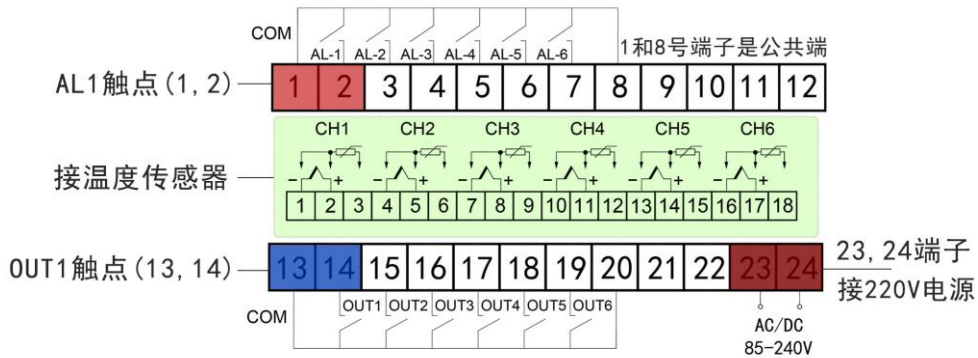 COM
AL-1 AL-2 AL-3 AL-4 AL-5 AL-6
1和8号端子是公共端
AL1触点(1,2)
1 2 3 4 5 6 7 8 9 10 11 12
CH1 CH2 CH3 CH4 CH5 CH6
接温度传感器
- + - + - + - + - + - +
1 2 3 4 5 6 7 8 9 10 11 12 13 14 15 16 17 18
OUT1触点(13,14)
13 14 15 16 17 18 19 20 21 22 23 24
23,24端子
接220V电源
COM
OUT1 OUT2 OUT3 OUT4 OUT5 OUT6
AC/DC
85-240V